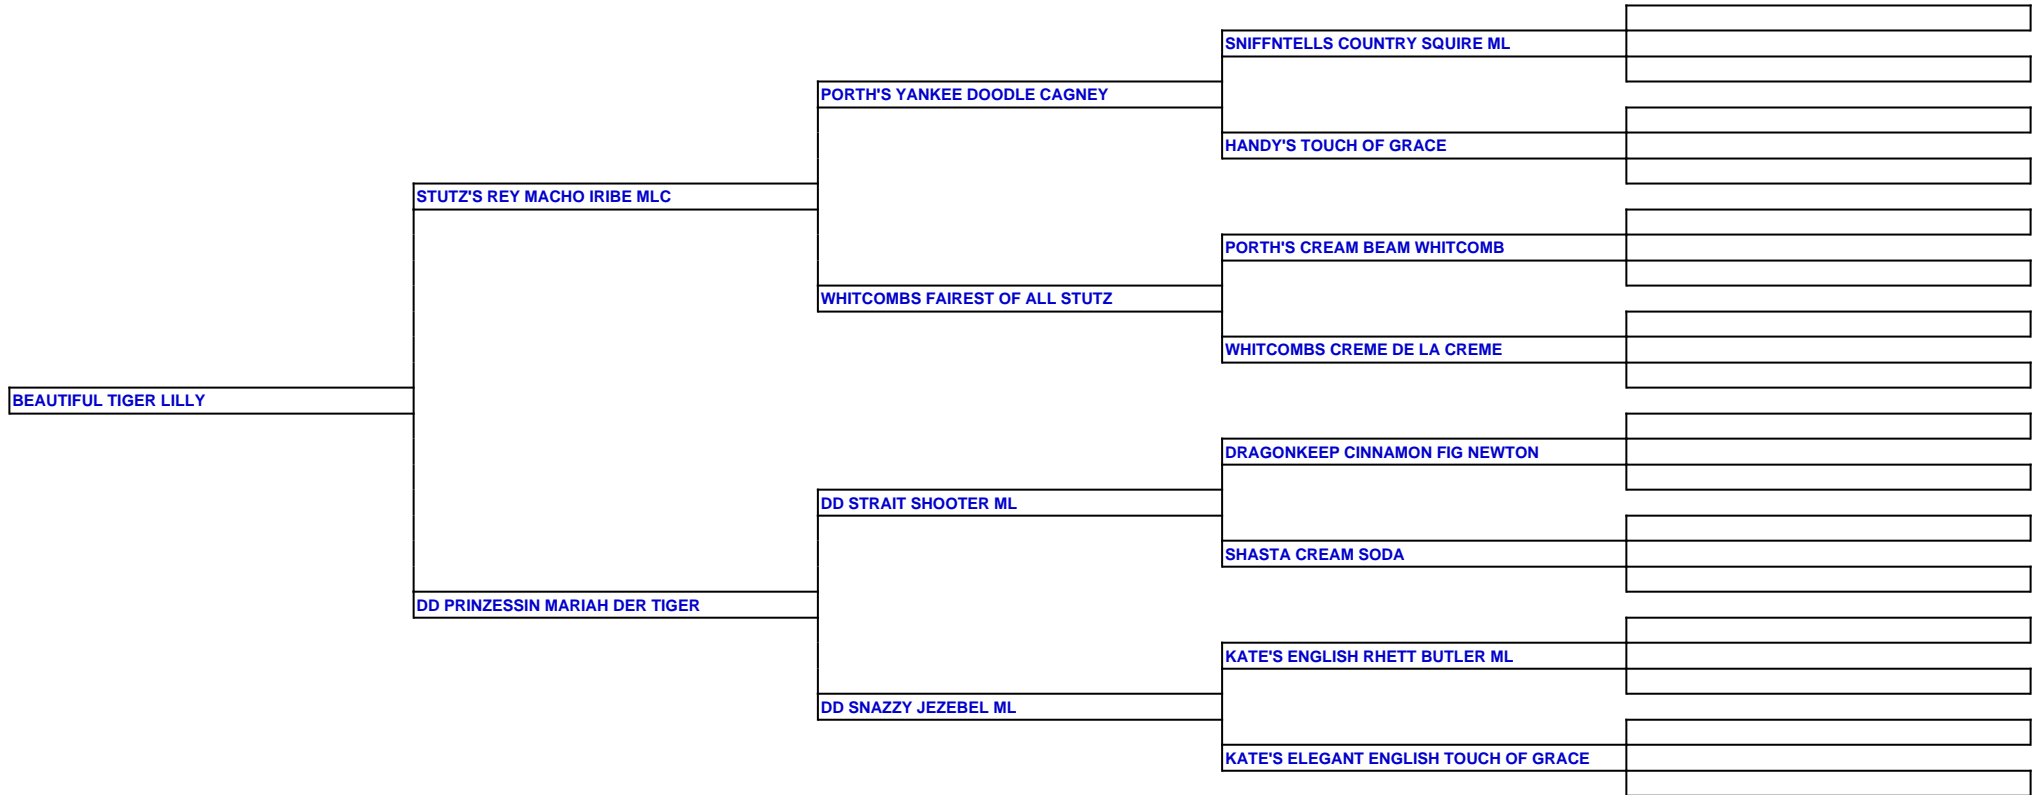 SNIFFNTELLS COUNTRY SQUIRE ML
PORTH'S YANKEE DOODLE CAGNEY
HANDY'S TOUCH OF GRACE
STUTZ'S REY MACHO IRIBE MLC
PORTH'S CREAM BEAM WHITCOMB
WHITCOMBS FAIREST OF ALL STUTZ
WHITCOMBS CREME DE LA CREME
BEAUTIFUL TIGER LILLY
DRAGONKEEP CINNAMON FIG NEWTON
DD STRAIT SHOOTER ML
SHASTA CREAM SODA
DD PRINZESSIN MARIAH DER TIGER
KATE'S ENGLISH RHETT BUTLER ML
DD SNAZZY JEZEBEL ML
KATE'S ELEGANT ENGLISH TOUCH OF GRACE